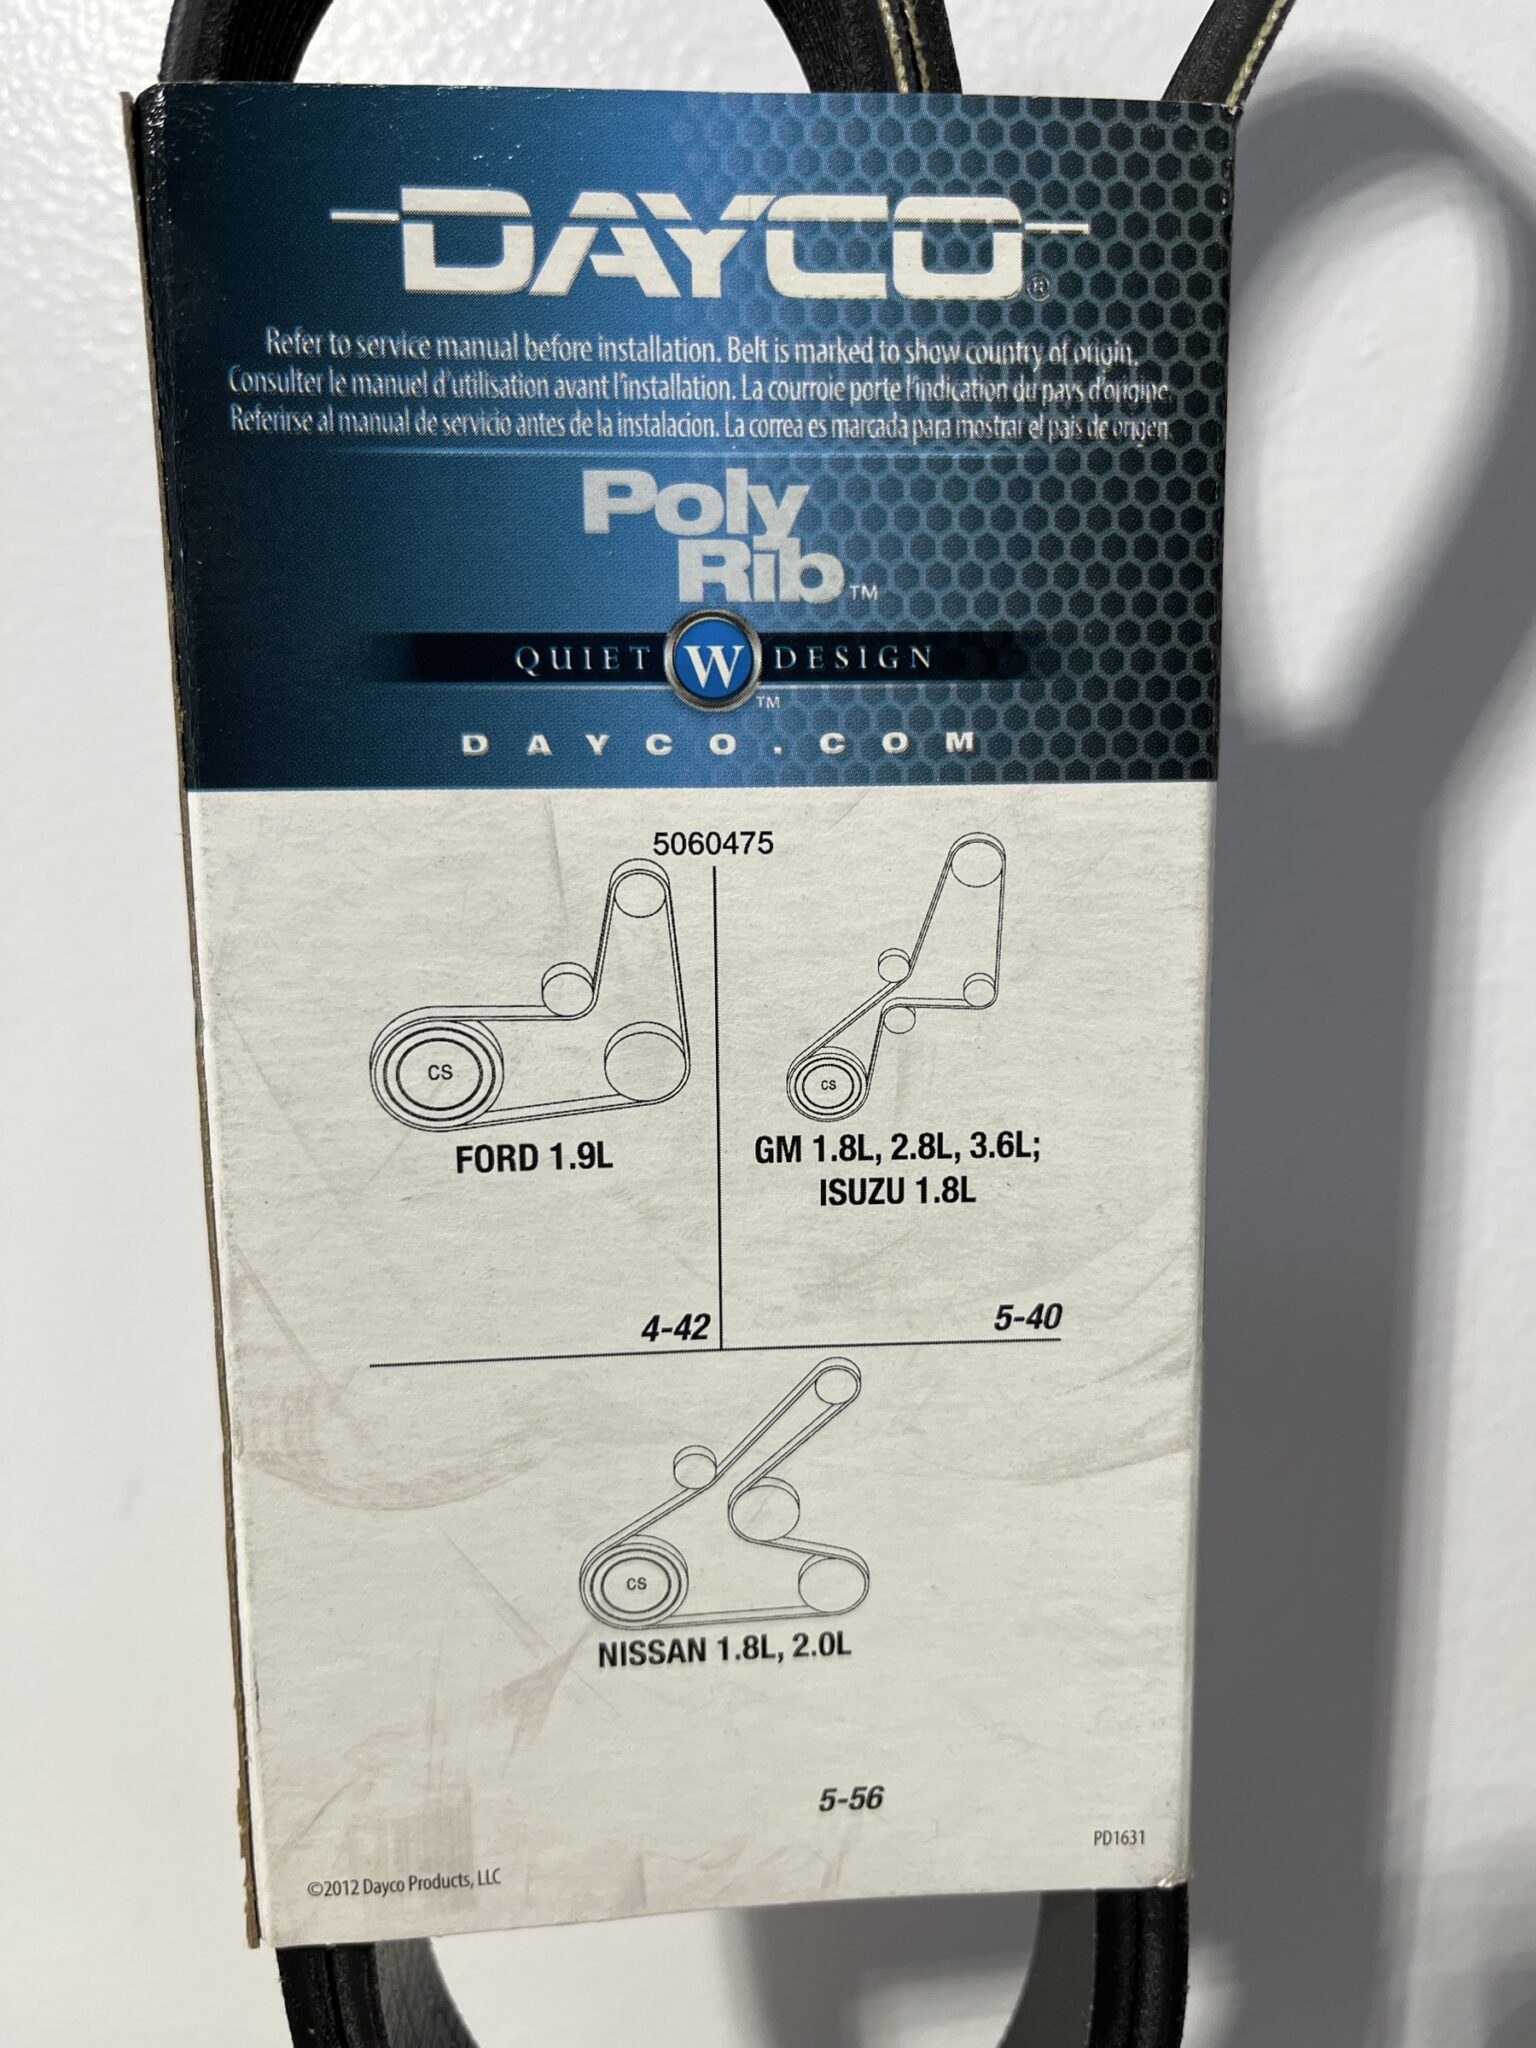 DAYCO®
Refer to service manual before installation. Belt is marked to show country of origin.
Consulter le manuel d'utilisation avant l'installation. La courroie porte l'indication du pays d'origine.
Referirse al manual de servicio antes de la instalacion. La correa es marcada para mostrar el país de origen.
Poly
Rib™
QUIET W DESIGN
™
DAYCO.COM
5060475
CS
CS
FORD 1.9L
GM 1.8L, 2.8L, 3.6L;
ISUZU 1.8L
4-42
5-40
CS
NISSAN 1.8L, 2.0L
5-56
PD1631
©2012 Dayco Products, LLC